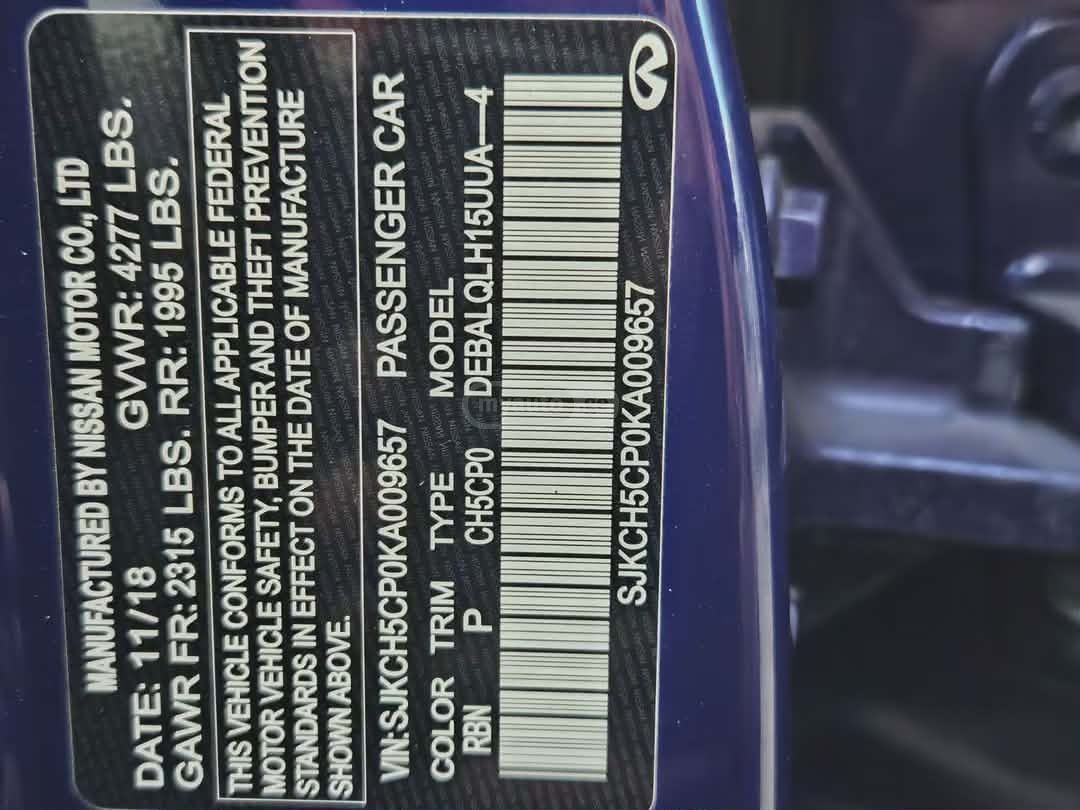 MANUFACTURED BY NISSAN MOTOR CO., LTD
DATE: 11/18 GVWR: 4277 LBS.
GAWR FR: 2315 LBS. RR: 1995 LBS.
THIS VEHICLE CONFORMS TO ALL APPLICABLE FEDERAL
MOTOR VEHICLE SAFETY, BUMPER AND THEFT PREVENTION
STANDARDS IN EFFECT ON THE DATE OF MANUFACTURE
SHOWN ABOVE.
VIN:SJKCH5CP0KA009657 PASSENGER CAR
COLOR TRIM TYPE MODEL
RBN P CH5CP0 DEBALQLH15UUA—4
SJKCH5CP0KA009657